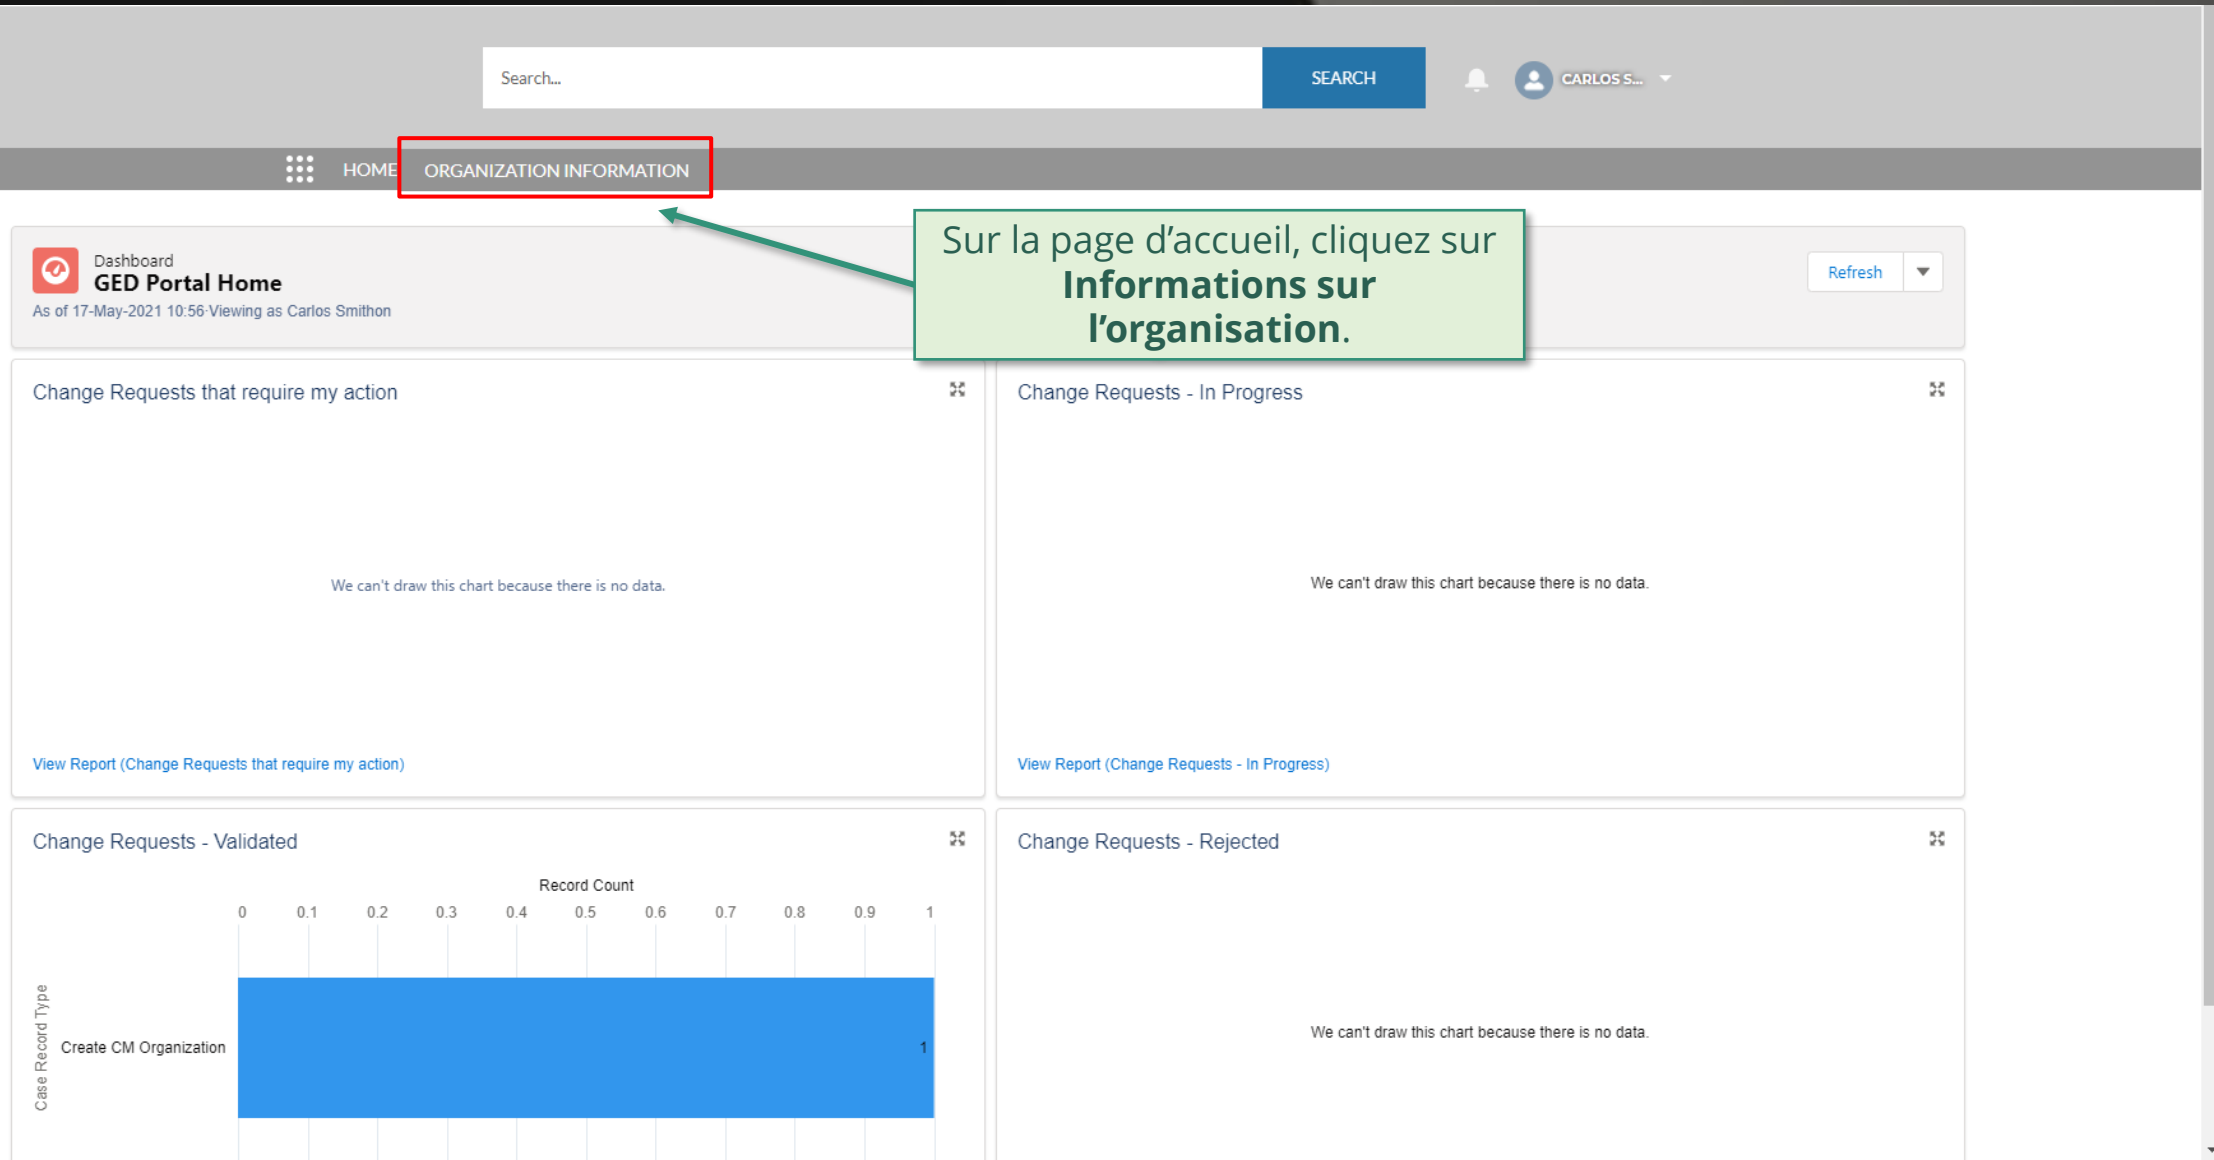 Search...
SEARCH
CARLOS S...
HOME
ORGANIZATION INFORMATION
Sur la page d’accueil, cliquez sur
Informations sur
l’organisation.
Dashboard
GED Portal Home
As of 17-May-2021 10:56·Viewing as Carlos Smithon
Refresh
Change Requests that require my action
We can't draw this chart because there is no data.
View Report (Change Requests that require my action)
Change Requests - In Progress
We can't draw this chart because there is no data.
View Report (Change Requests - In Progress)
Change Requests - Validated
Record Count
0 0.1 0.2 0.3 0.4 0.5 0.6 0.7 0.8 0.9 1
Case Record Type
Create CM Organization
1
Change Requests - Rejected
We can't draw this chart because there is no data.